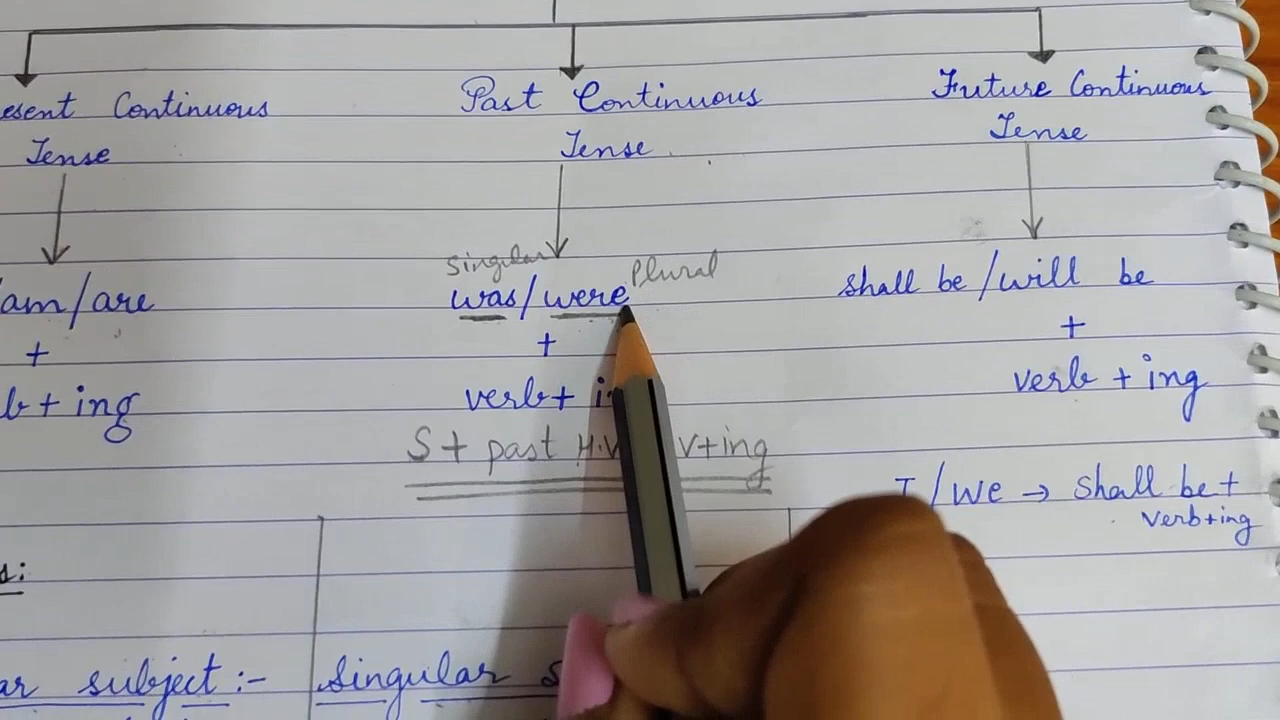 esent Continuous
Tense
am/are
+
b + ing
Past Continuous
Tense
Singular
Plural
was/were
+
verb + i
S + past H.V V+ing
Future Continuous
Tense
shall be /will be
+
verb + ing
I /We → Shall be +
Verb+ing
s:
ar subject :-
Singular s